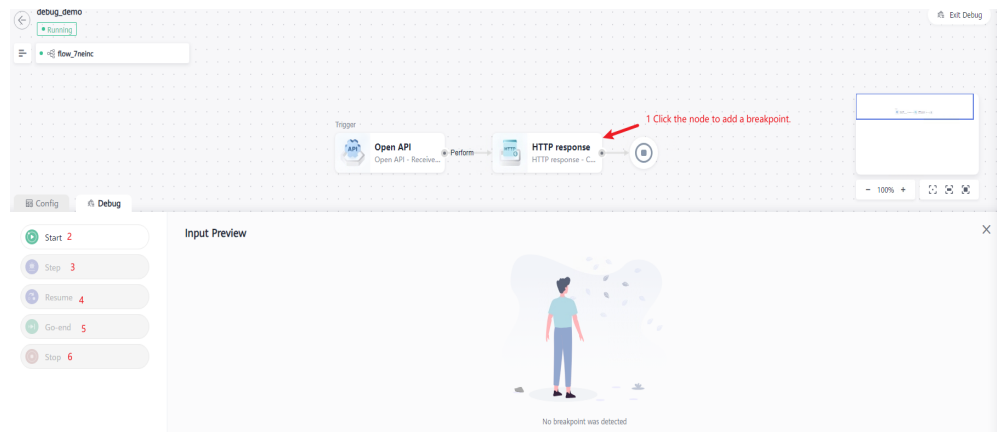 debug_demo
Running
Exit Debug
flow_7neinc
Trigger
1 Click the node to add a breakpoint.
API
Open API
Open API - Receive...
Perform
HTTP
HTTP response
HTTP response - C...
100%
Config
Debug
Start 2
Step 3
Resume 4
Go-end 5
Stop 6
Input Preview
No breakpoint was detected